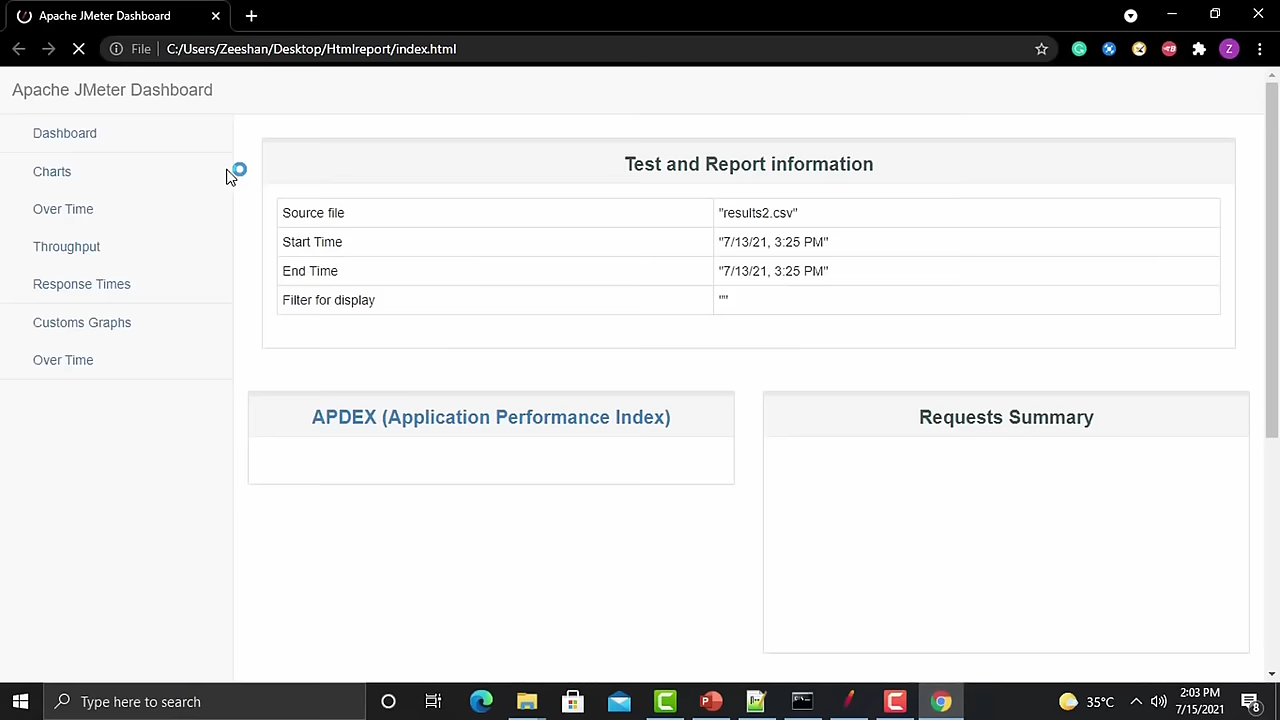 Apache JMeter Dashboard
File
C:/Users/Zeeshan/Desktop/Htmlreport/index.html
Z
Apache JMeter Dashboard
Dashboard
Charts
Over Time
Throughput
Response Times
Customs Graphs
Over Time
Test and Report information
Source file "results2.csv"
Start Time "7/13/21, 3:25 PM"
End Time "7/13/21, 3:25 PM"
Filter for display ""
APDEX (Application Performance Index)
Requests Summary
Type here to search
35°C
2:03 PM
7/15/2021
8